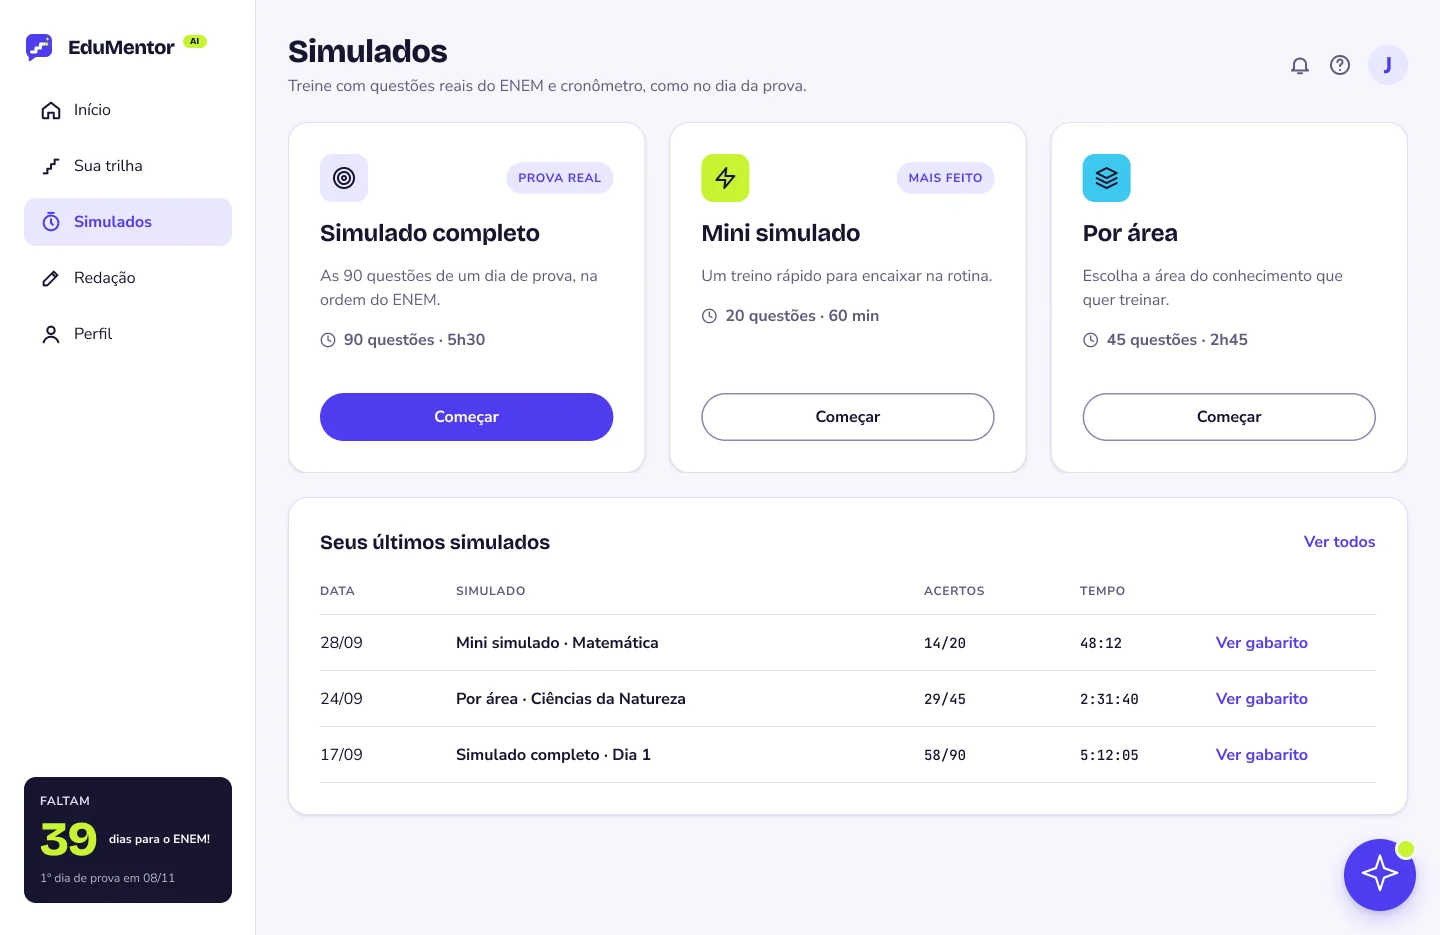 EduMentor AI
Início
Sua trilha
Simulados
Redação
Perfil
FALTAM
39 dias para o ENEM!
1º dia de prova em 08/11
Simulados
Treine com questões reais do ENEM e cronômetro, como no dia da prova.
J
PROVA REAL
Simulado completo
As 90 questões de um dia de prova, na
ordem do ENEM.
90 questões · 5h30
Começar
MAIS FEITO
Mini simulado
Um treino rápido para encaixar na rotina.
20 questões · 60 min
Começar
Por área
Escolha a área do conhecimento que
quer treinar.
45 questões · 2h45
Começar
Seus últimos simulados
Ver todos
DATA SIMULADO ACERTOS TEMPO
28/09 Mini simulado · Matemática 14/20 48:12 Ver gabarito
24/09 Por área · Ciências da Natureza 29/45 2:31:40 Ver gabarito
17/09 Simulado completo · Dia 1 58/90 5:12:05 Ver gabarito